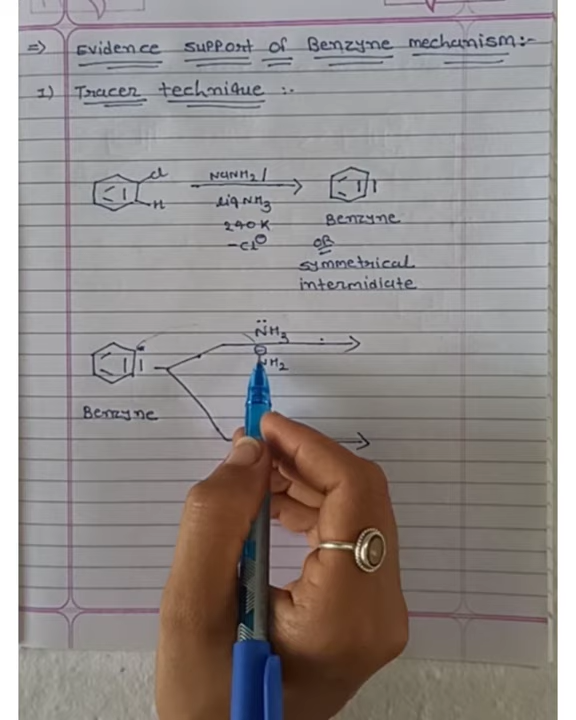 => Evidence support of Benzyne mechanism:-
1) Tracer technique :-
Cl
H
NaNH2 /
liq NH3
240 K
-Cl⊖
Benzyne
OR
symmetrical
intermidiate
N̈H3
⊖
NH2
Benzyne